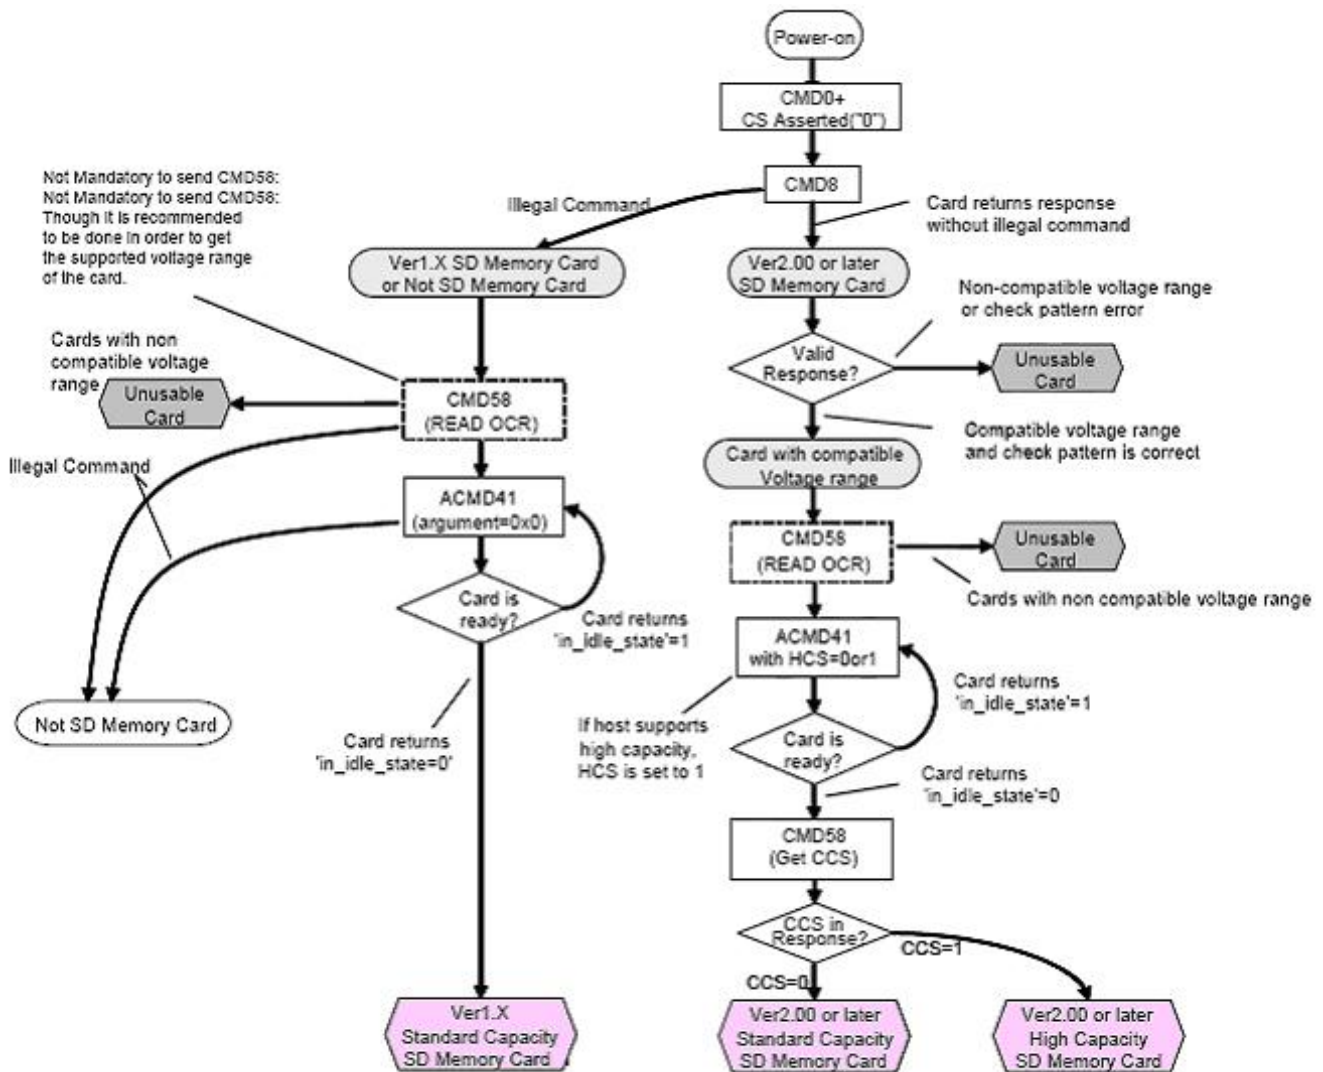 Power-on
CMD0+
CS Asserted("0")
CMD8
Illegal Command
Card returns response
without illegal command
Not Mandatory to send CMD58:
Not Mandatory to send CMD58:
Though it is recommended
to be done in order to get
the supported voltage range
of the card.
Ver1.X SD Memory Card
or Not SD Memory Card
Ver2.00 or later
SD Memory Card
Non-compatible voltage range
or check pattern error
Cards with non
compatible voltage
range
Unusable
Card
CMD58
(READ OCR)
Valid
Response?
Unusable
Card
Compatible voltage range
and check pattern is correct
Illegal Command
Card with compatible
Voltage range
ACMD41
(argument=0x0)
CMD58
(READ OCR)
Unusable
Card
Cards with non compatible voltage range
Card is
ready?
Card returns
'in_idle_state'=1
ACMD41
with HCS=0or1
Card returns
'in_idle_state'=1
Not SD Memory Card
Card returns
'in_idle_state=0'
If host supports
high capacity,
HCS is set to 1
Card is
ready?
Card returns
'in_idle_state'=0
CMD58
(Get CCS)
CCS in
Response?
CCS=1
CCS=0
Ver1.X
Standard Capacity
SD Memory Card
Ver2.00 or later
Standard Capacity
SD Memory Card
Ver2.00 or later
High Capacity
SD Memory Card